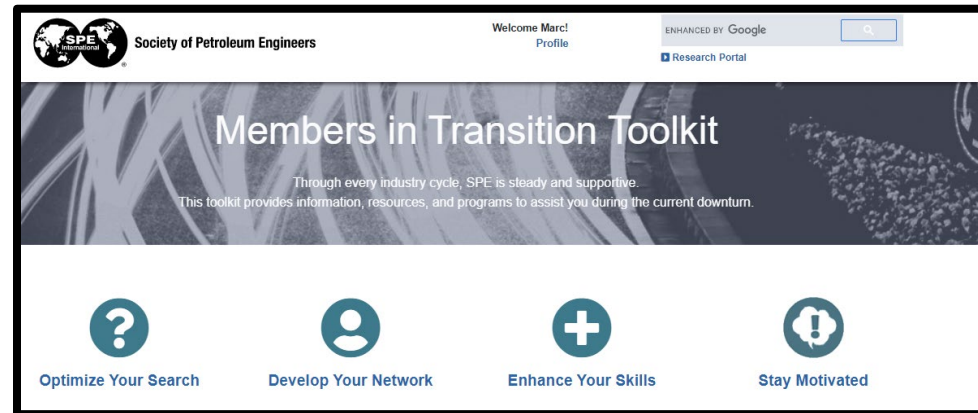 SPE
International
®
Society of Petroleum Engineers
Welcome Marc!
Profile
ENHANCED BY Google
Research Portal
Members in Transition Toolkit
Through every industry cycle, SPE is steady and supportive.
This toolkit provides information, resources, and programs to assist you during the current downturn.
Optimize Your Search
Develop Your Network
Enhance Your Skills
Stay Motivated